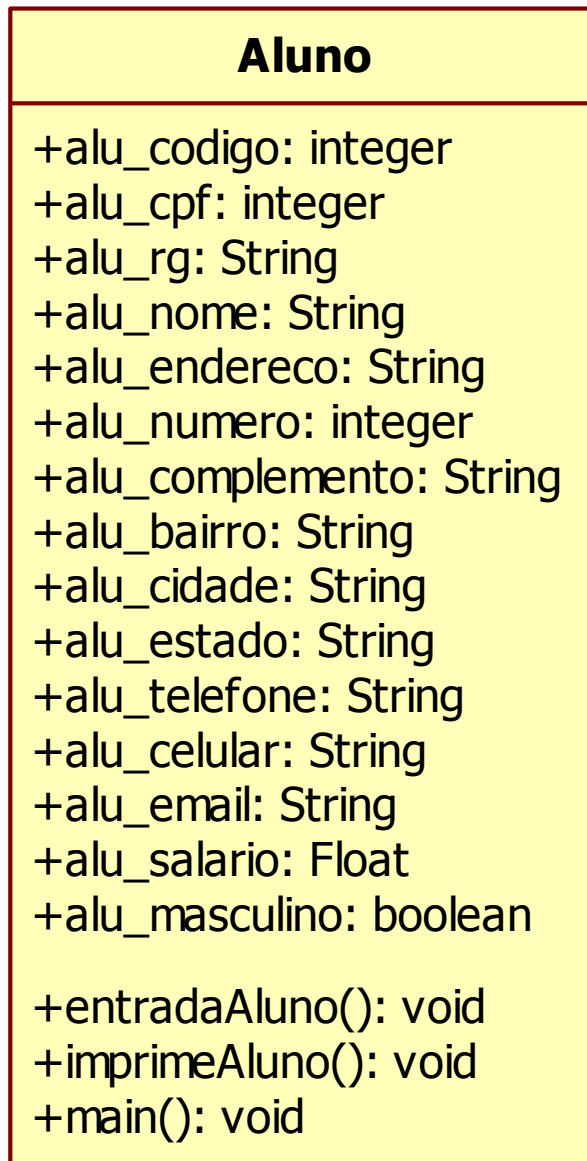 Aluno
+alu_codigo: integer
+alu_cpf: integer
+alu_rg: String
+alu_nome: String
+alu_endereco: String
+alu_numero: integer
+alu_complemento: String
+alu_bairro: String
+alu_cidade: String
+alu_estado: String
+alu_telefone: String
+alu_celular: String
+alu_email: String
+alu_salario: Float
+alu_masculino: boolean
+entradaAluno(): void
+imprimeAluno(): void
+main(): void